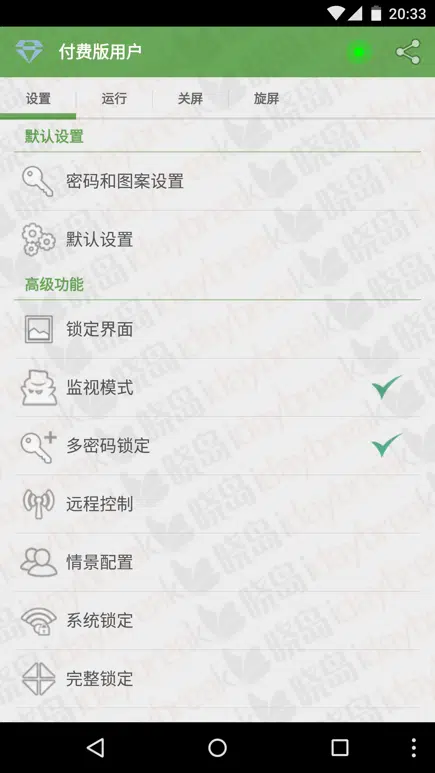 20:33
付费版用户
设置 运行 关屏 旋屏
默认设置
密码和图案设置
默认设置
高级功能
锁定界面
监视模式
多密码锁定
远程控制
情景配置
系统锁定
完整锁定